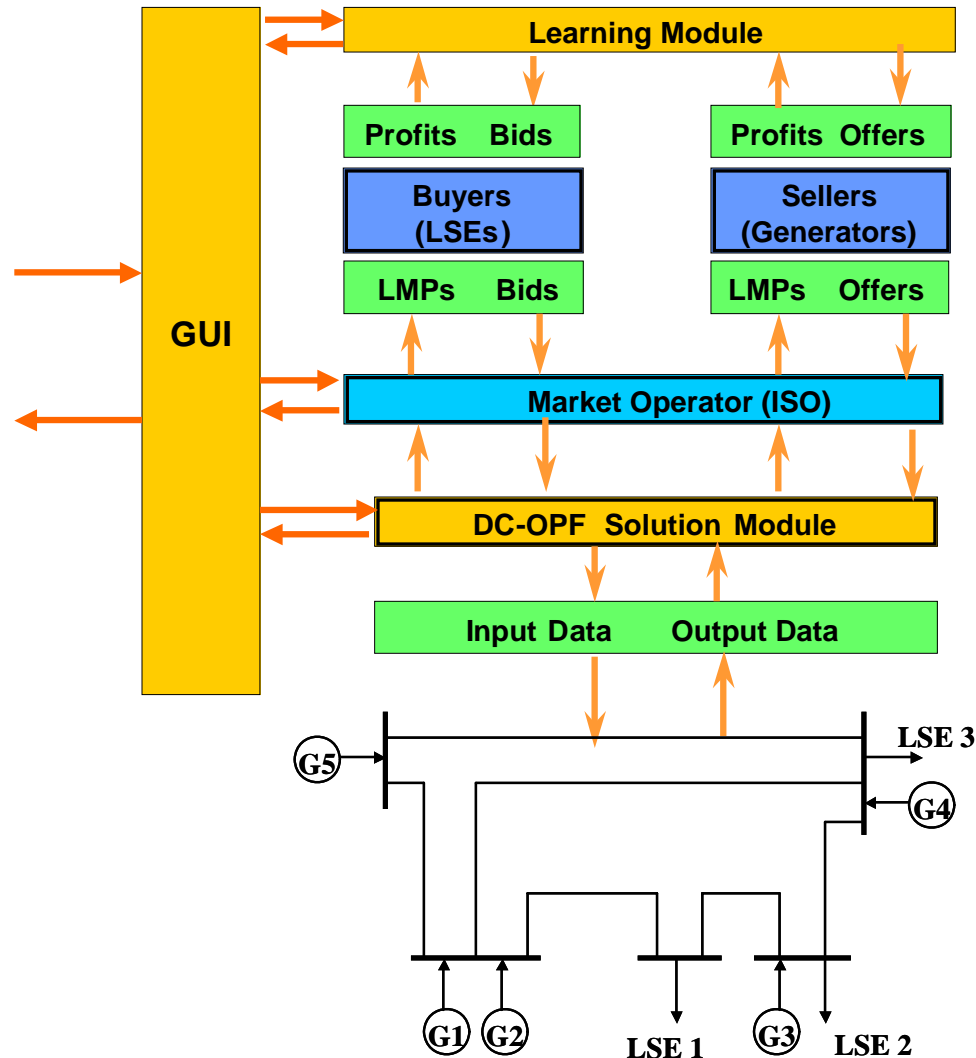 Learning Module
Profits Bids
Profits Offers
Buyers
(LSEs)
Sellers
(Generators)
LMPs Bids
LMPs Offers
GUI
Market Operator (ISO)
DC-OPF Solution Module
Input Data Output Data
LSE 3
G5
G4
G1
G2
G3
LSE 1
LSE 2